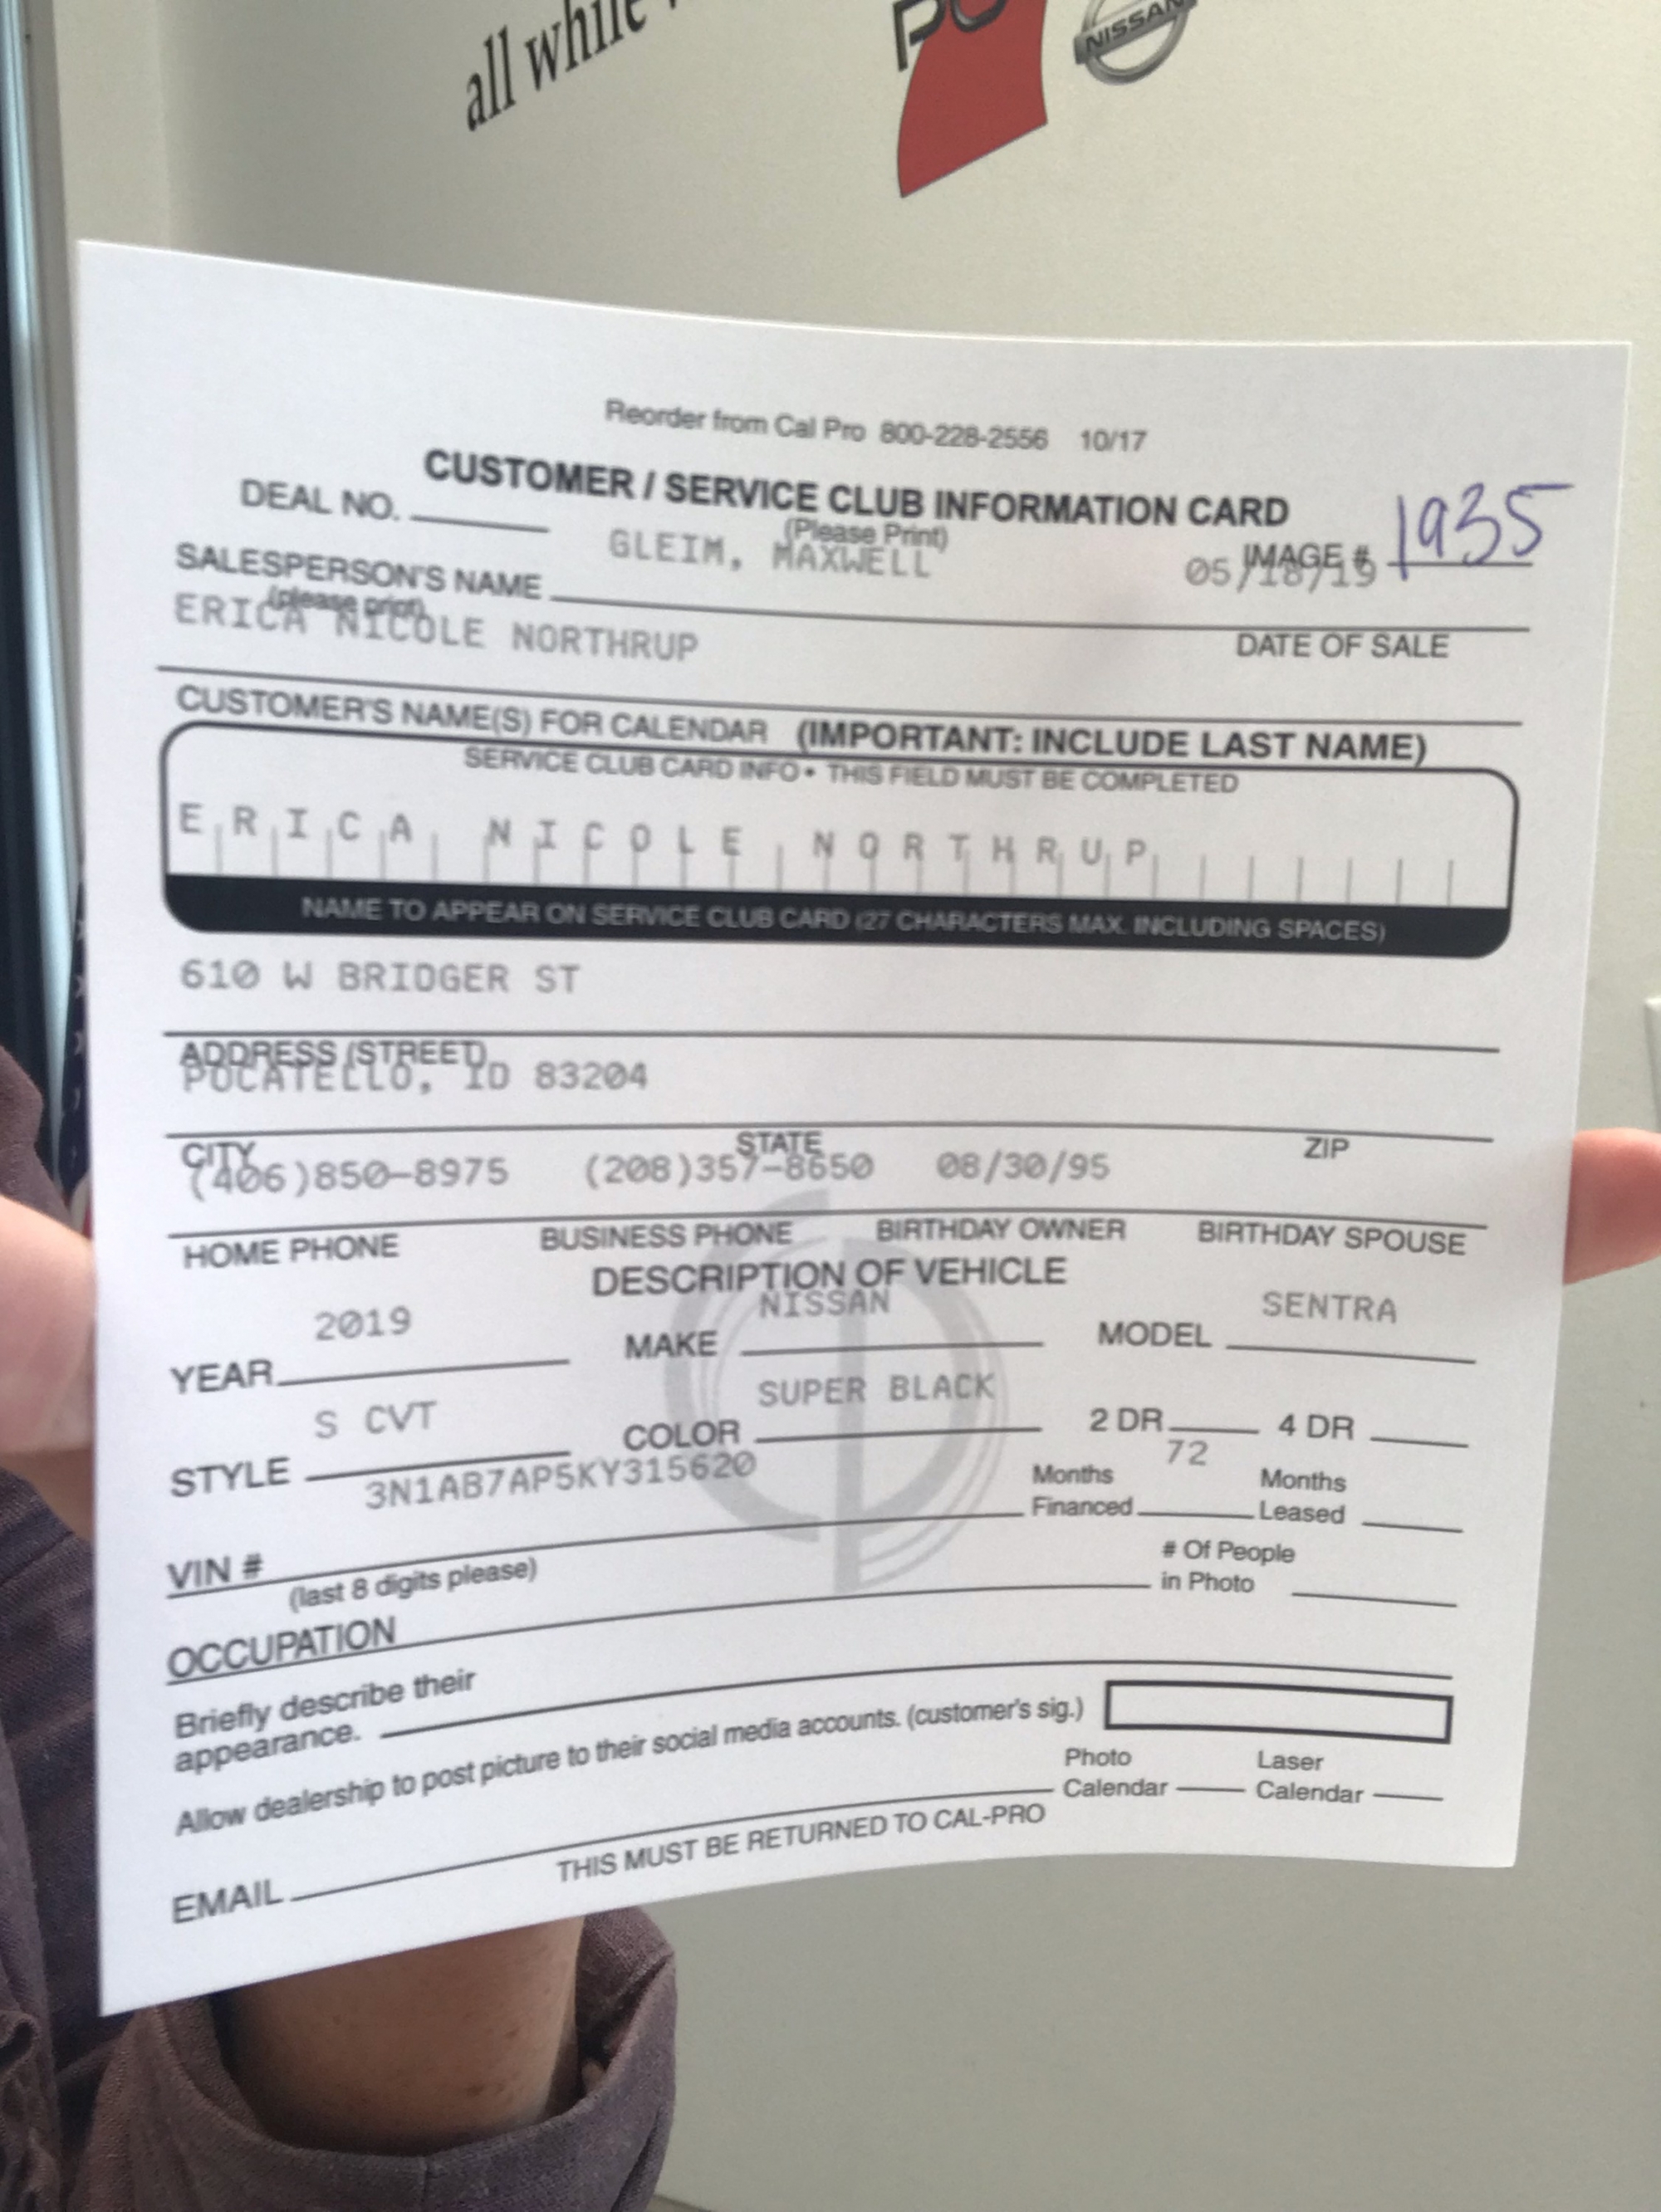 all while
PO
NISSAN
Reorder from Cal Pro 800-228-2556 10/17
CUSTOMER / SERVICE CLUB INFORMATION CARD
(Please Print)
DEAL NO.
IMAGE # 1935
GLEIM, MAXWELL 05/18/19
SALESPERSON'S NAME
(please print)
DATE OF SALE
ERICA NICOLE NORTHRUP
CUSTOMER'S NAME(S) FOR CALENDAR (IMPORTANT: INCLUDE LAST NAME)
SERVICE CLUB CARD INFO • THIS FIELD MUST BE COMPLETED
ERICA NICOLE NORTHRUP
NAME TO APPEAR ON SERVICE CLUB CARD (27 CHARACTERS MAX. INCLUDING SPACES)
610 W BRIDGER ST
ADDRESS (STREET)
POCATELLO, ID 83204
CITY STATE ZIP
(406)850-8975 (208)357-8650 08/30/95
HOME PHONE BUSINESS PHONE BIRTHDAY OWNER BIRTHDAY SPOUSE
DESCRIPTION OF VEHICLE
2019 NISSAN SENTRA
YEAR MAKE MODEL
S CVT SUPER BLACK
STYLE COLOR 2 DR 4 DR
3N1AB7AP5KY315620 72
VIN # Months Financed Months Leased
(last 8 digits please)
# Of People in Photo
OCCUPATION
Briefly describe their
appearance.
Allow dealership to post picture to their social media accounts. (customer's sig.)
Photo Calendar Laser Calendar
EMAIL
THIS MUST BE RETURNED TO CAL-PRO